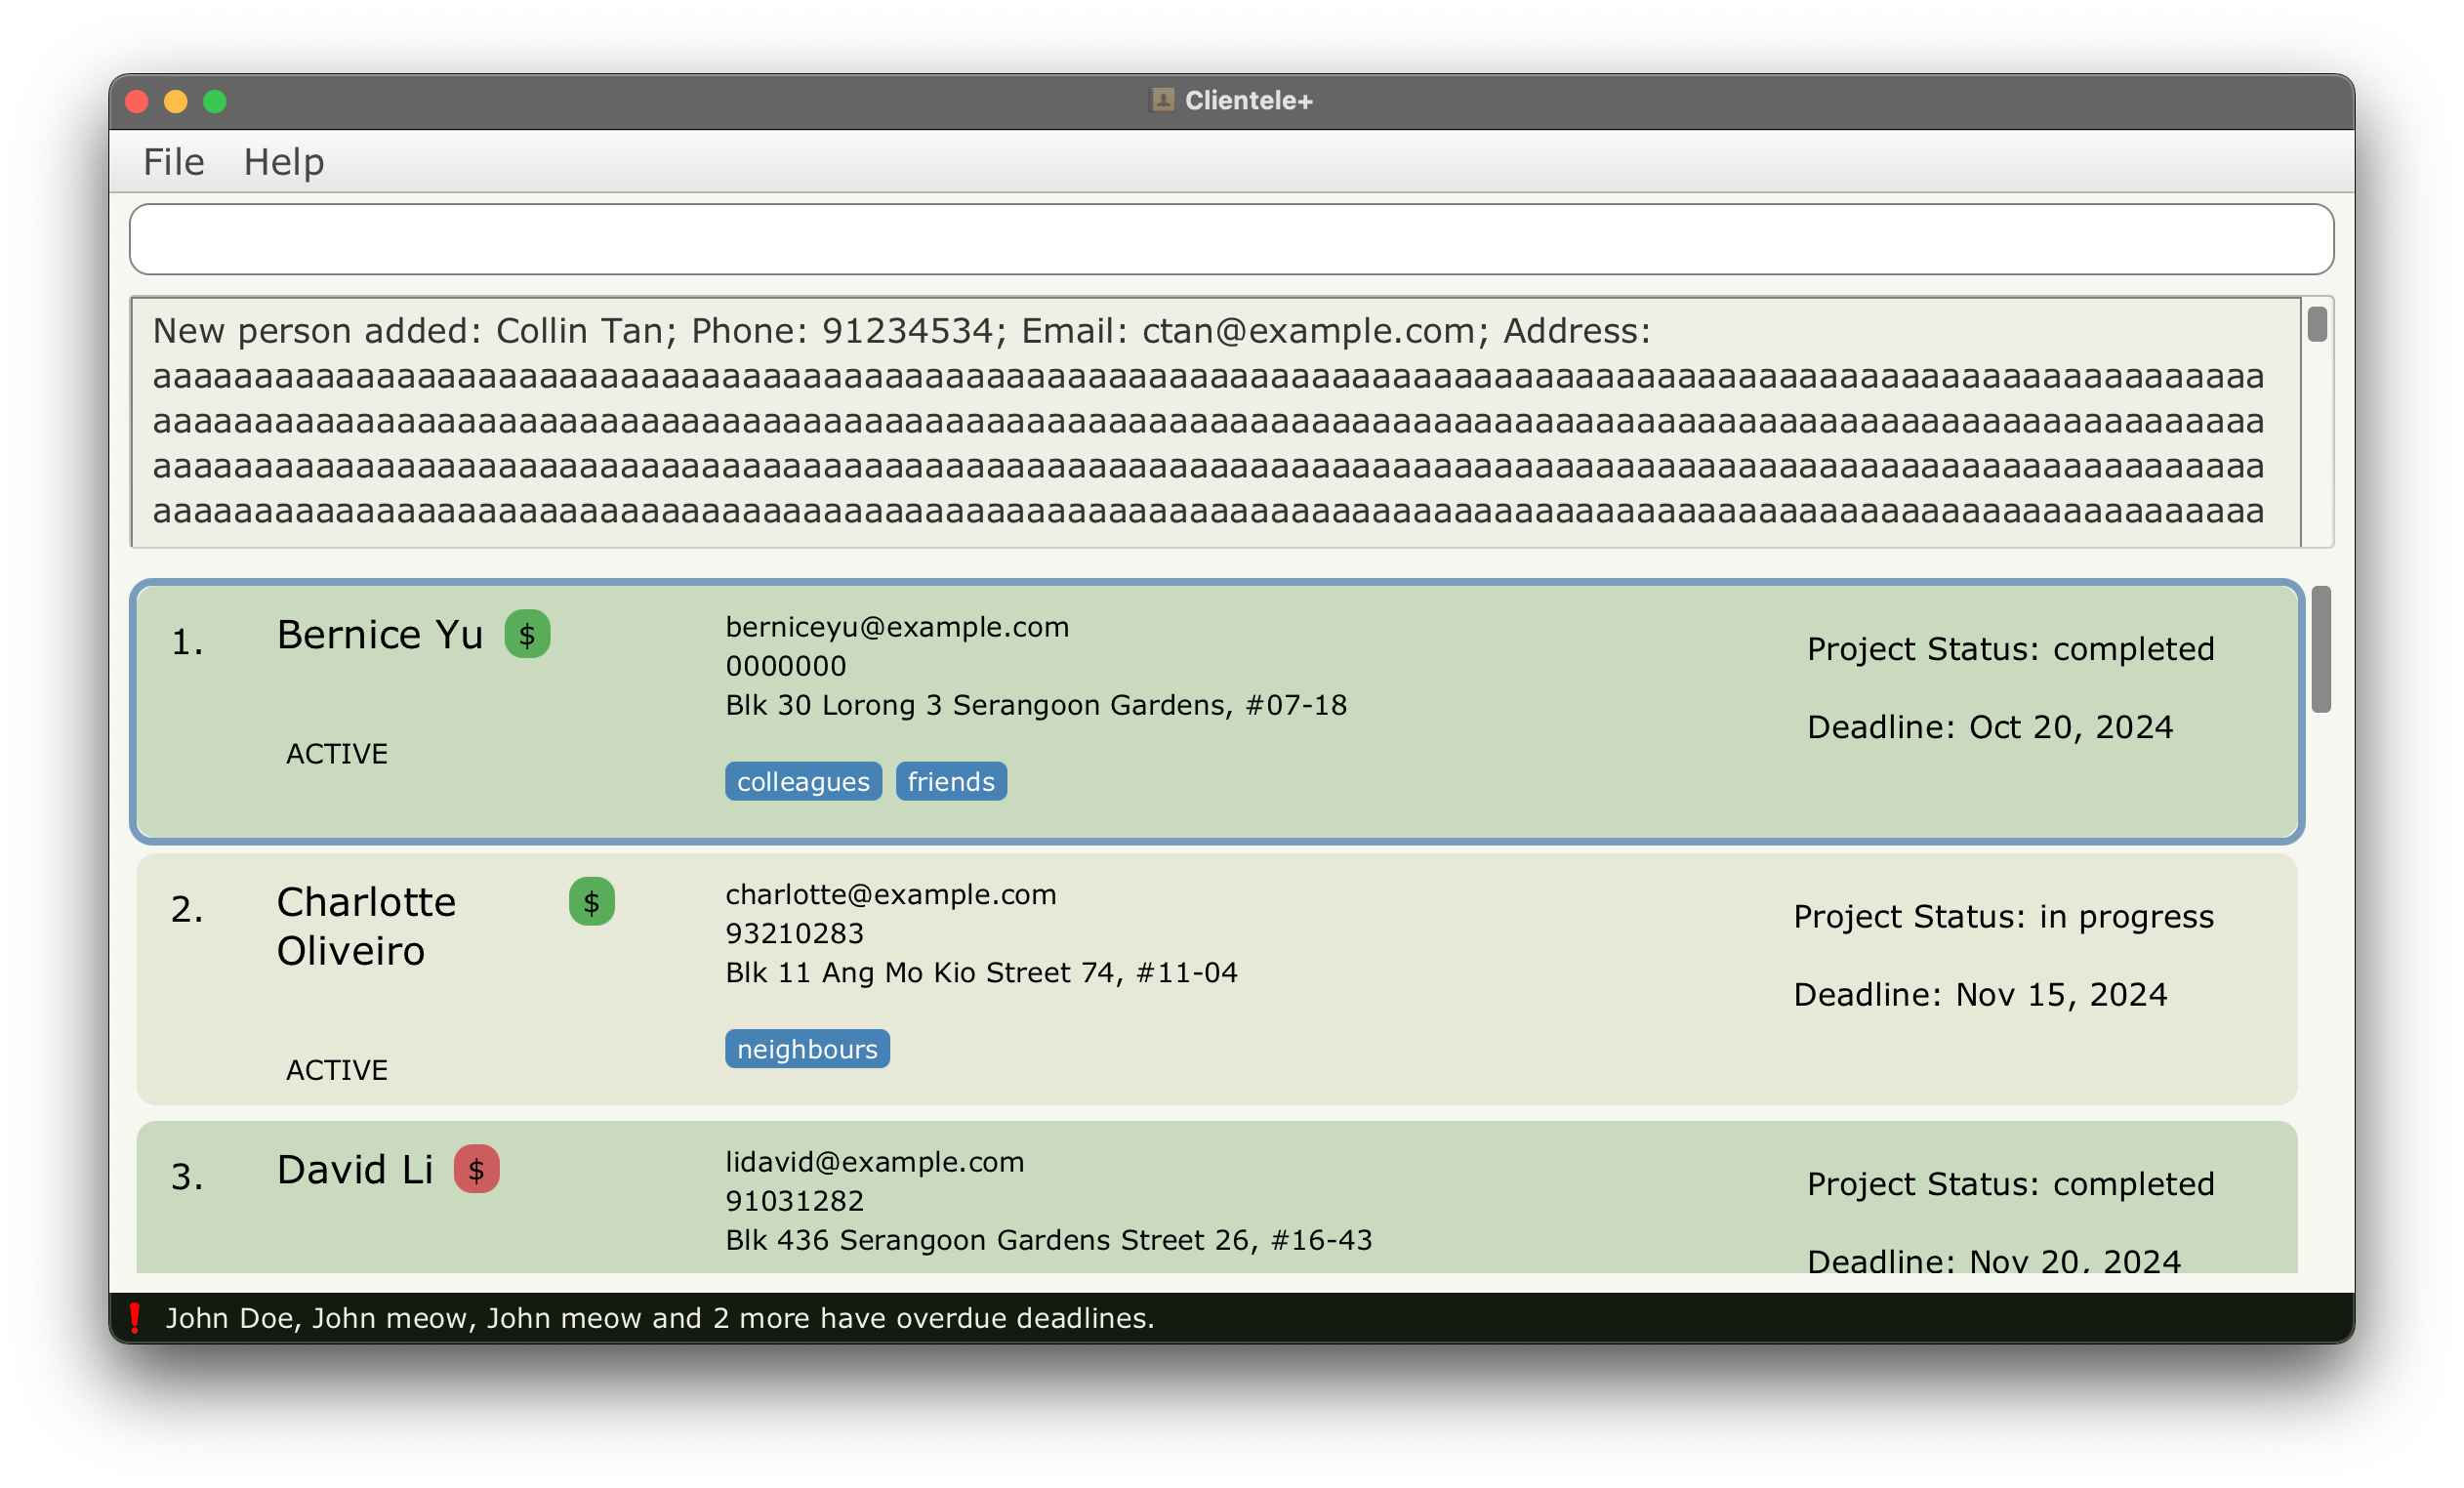 Clientele+
File Help
New person added: Collin Tan; Phone: 91234534; Email: ctan@example.com; Address:
aaaaaaaaaaaaaaaaaaaaaaaaaaaaaaaaaaaaaaaaaaaaaaaaaaaaaaaaaaaaaaaaaaaaaaaaaaaaaaaaaaaaaaaaaaaaaaaaaaaaaaaa
aaaaaaaaaaaaaaaaaaaaaaaaaaaaaaaaaaaaaaaaaaaaaaaaaaaaaaaaaaaaaaaaaaaaaaaaaaaaaaaaaaaaaaaaaaaaaaaaaaaaaaaa
aaaaaaaaaaaaaaaaaaaaaaaaaaaaaaaaaaaaaaaaaaaaaaaaaaaaaaaaaaaaaaaaaaaaaaaaaaaaaaaaaaaaaaaaaaaaaaaaaaaaaaaa
aaaaaaaaaaaaaaaaaaaaaaaaaaaaaaaaaaaaaaaaaaaaaaaaaaaaaaaaaaaaaaaaaaaaaaaaaaaaaaaaaaaaaaaaaaaaaaaaaaaaaaaa
1. Bernice Yu $
ACTIVE
berniceyu@example.com
0000000
Blk 30 Lorong 3 Serangoon Gardens, #07-18
colleagues friends
Project Status: completed
Deadline: Oct 20, 2024
2. Charlotte $
Oliveiro
ACTIVE
charlotte@example.com
93210283
Blk 11 Ang Mo Kio Street 74, #11-04
neighbours
Project Status: in progress
Deadline: Nov 15, 2024
3. David Li $
lidavid@example.com
91031282
Blk 436 Serangoon Gardens Street 26, #16-43
Project Status: completed
Deadline: Nov 20, 2024
! John Doe, John meow, John meow and 2 more have overdue deadlines.